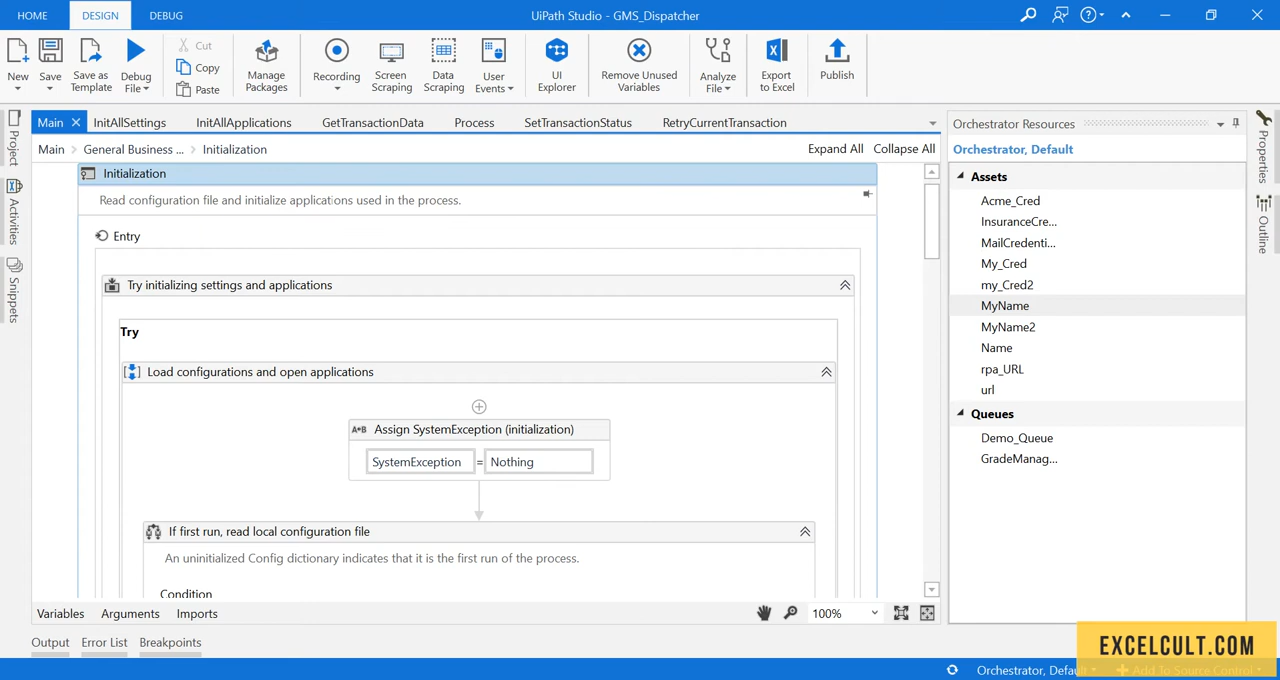 HOME DESIGN DEBUG UiPath Studio - GMS_Dispatcher
New Save Save as Template Debug File Cut Copy Paste Manage Packages Recording Screen Scraping Data Scraping User Events UI Explorer Remove Unused Variables Analyze File Export to Excel Publish
Main InitAllSettings InitAllApplications GetTransactionData Process SetTransactionStatus RetryCurrentTransaction
Main General Business ... Initialization Expand All Collapse All
Initialization
Read configuration file and initialize applications used in the process.
Entry
Try initializing settings and applications
Try
Load configurations and open applications
A*B Assign SystemException (initialization)
SystemException = Nothing
If first run, read local configuration file
An uninitialized Config dictionary indicates that it is the first run of the process.
Condition
Variables Arguments Imports 100%
Output Error List Breakpoints
Project
Activities
Snippets
Orchestrator Resources
Orchestrator, Default
Assets
Acme_Cred
InsuranceCre...
MailCredenti...
My_Cred
my_Cred2
MyName
MyName2
Name
rpa_URL
url
Queues
Demo_Queue
GradeManag...
Properties
Outline
Orchestrator, Default
Add To Source Control
EXCELCULT.COM